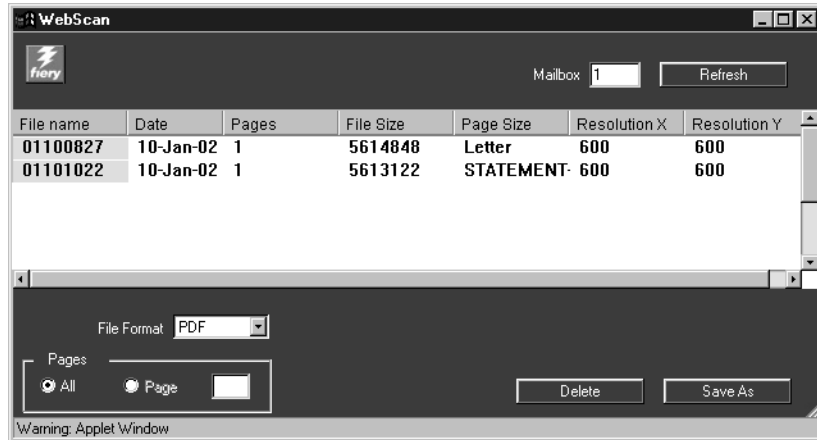 WebScan
fiery
Mailbox 1 Refresh
File name Date Pages File Size Page Size Resolution X Resolution Y
01100827 10-Jan-02 1 5614848 Letter 600 600
01101022 10-Jan-02 1 5613122 STATEMENT- 600 600
File Format PDF
Pages
All Page
Delete Save As
Warning: Applet Window